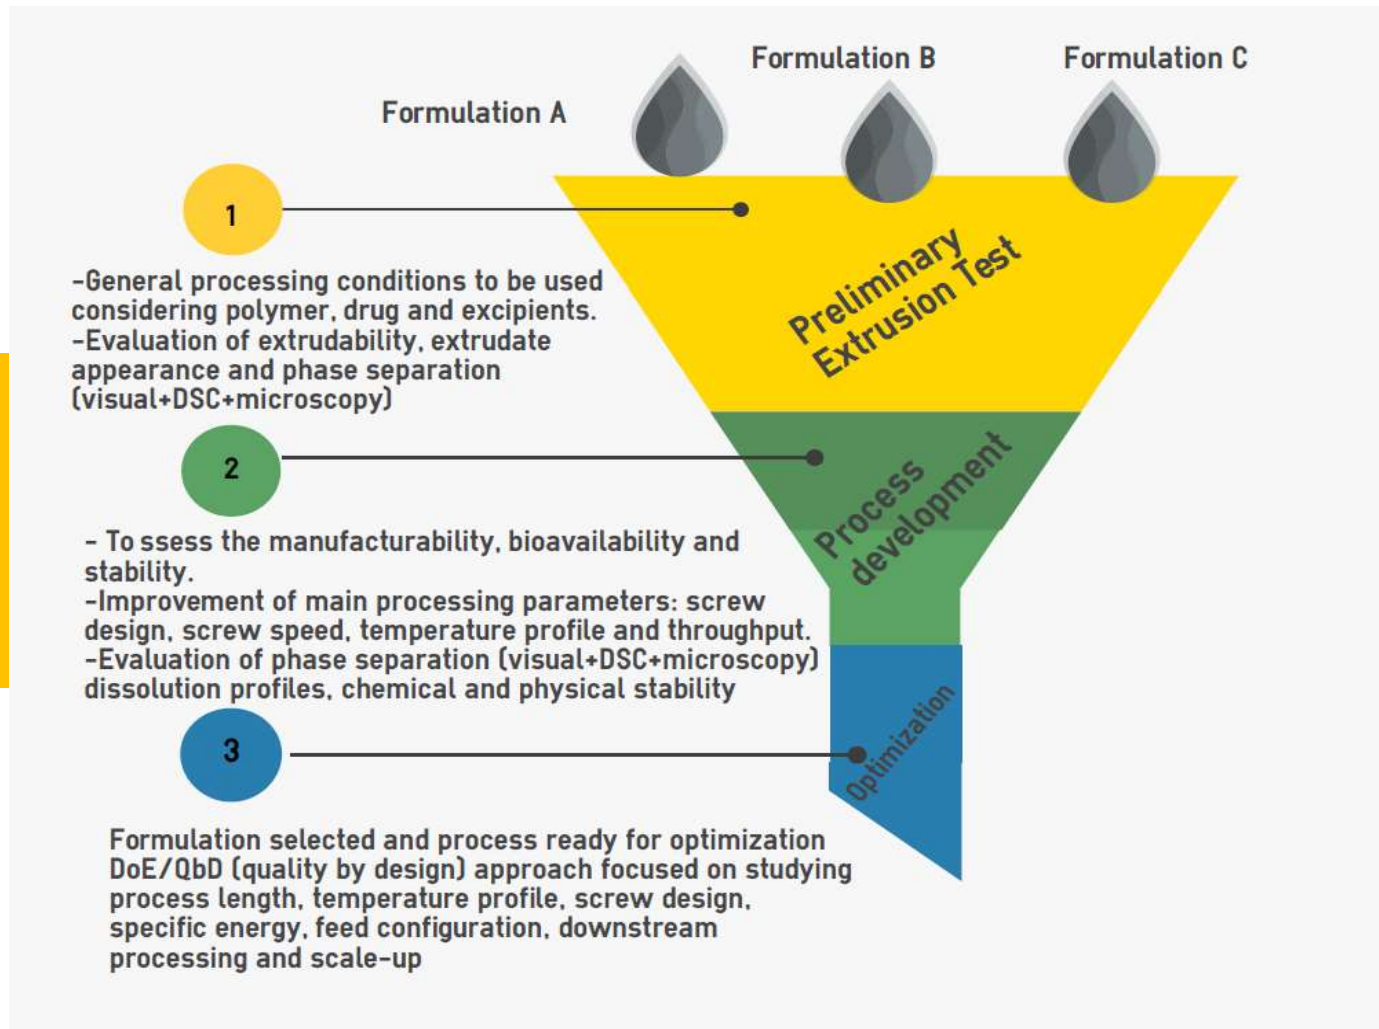 Formulation A
Formulation B
Formulation C
1
Preliminary
Extrusion Test
-General processing conditions to be used
considering polymer, drug and excipients.
-Evaluation of extrudability, extrudate
appearance and phase separation
(visual+DSC+microscopy)
2
Process
development
- To ssess the manufacturability, bioavailability and
stability.
-Improvement of main processing parameters: screw
design, screw speed, temperature profile and throughput.
-Evaluation of phase separation (visual+DSC+microscopy)
dissolution profiles, chemical and physical stability
3
Optimization
Formulation selected and process ready for optimization
DoE/QbD (quality by design) approach focused on studying
process length, temperature profile, screw design,
specific energy, feed configuration, downstream
processing and scale-up